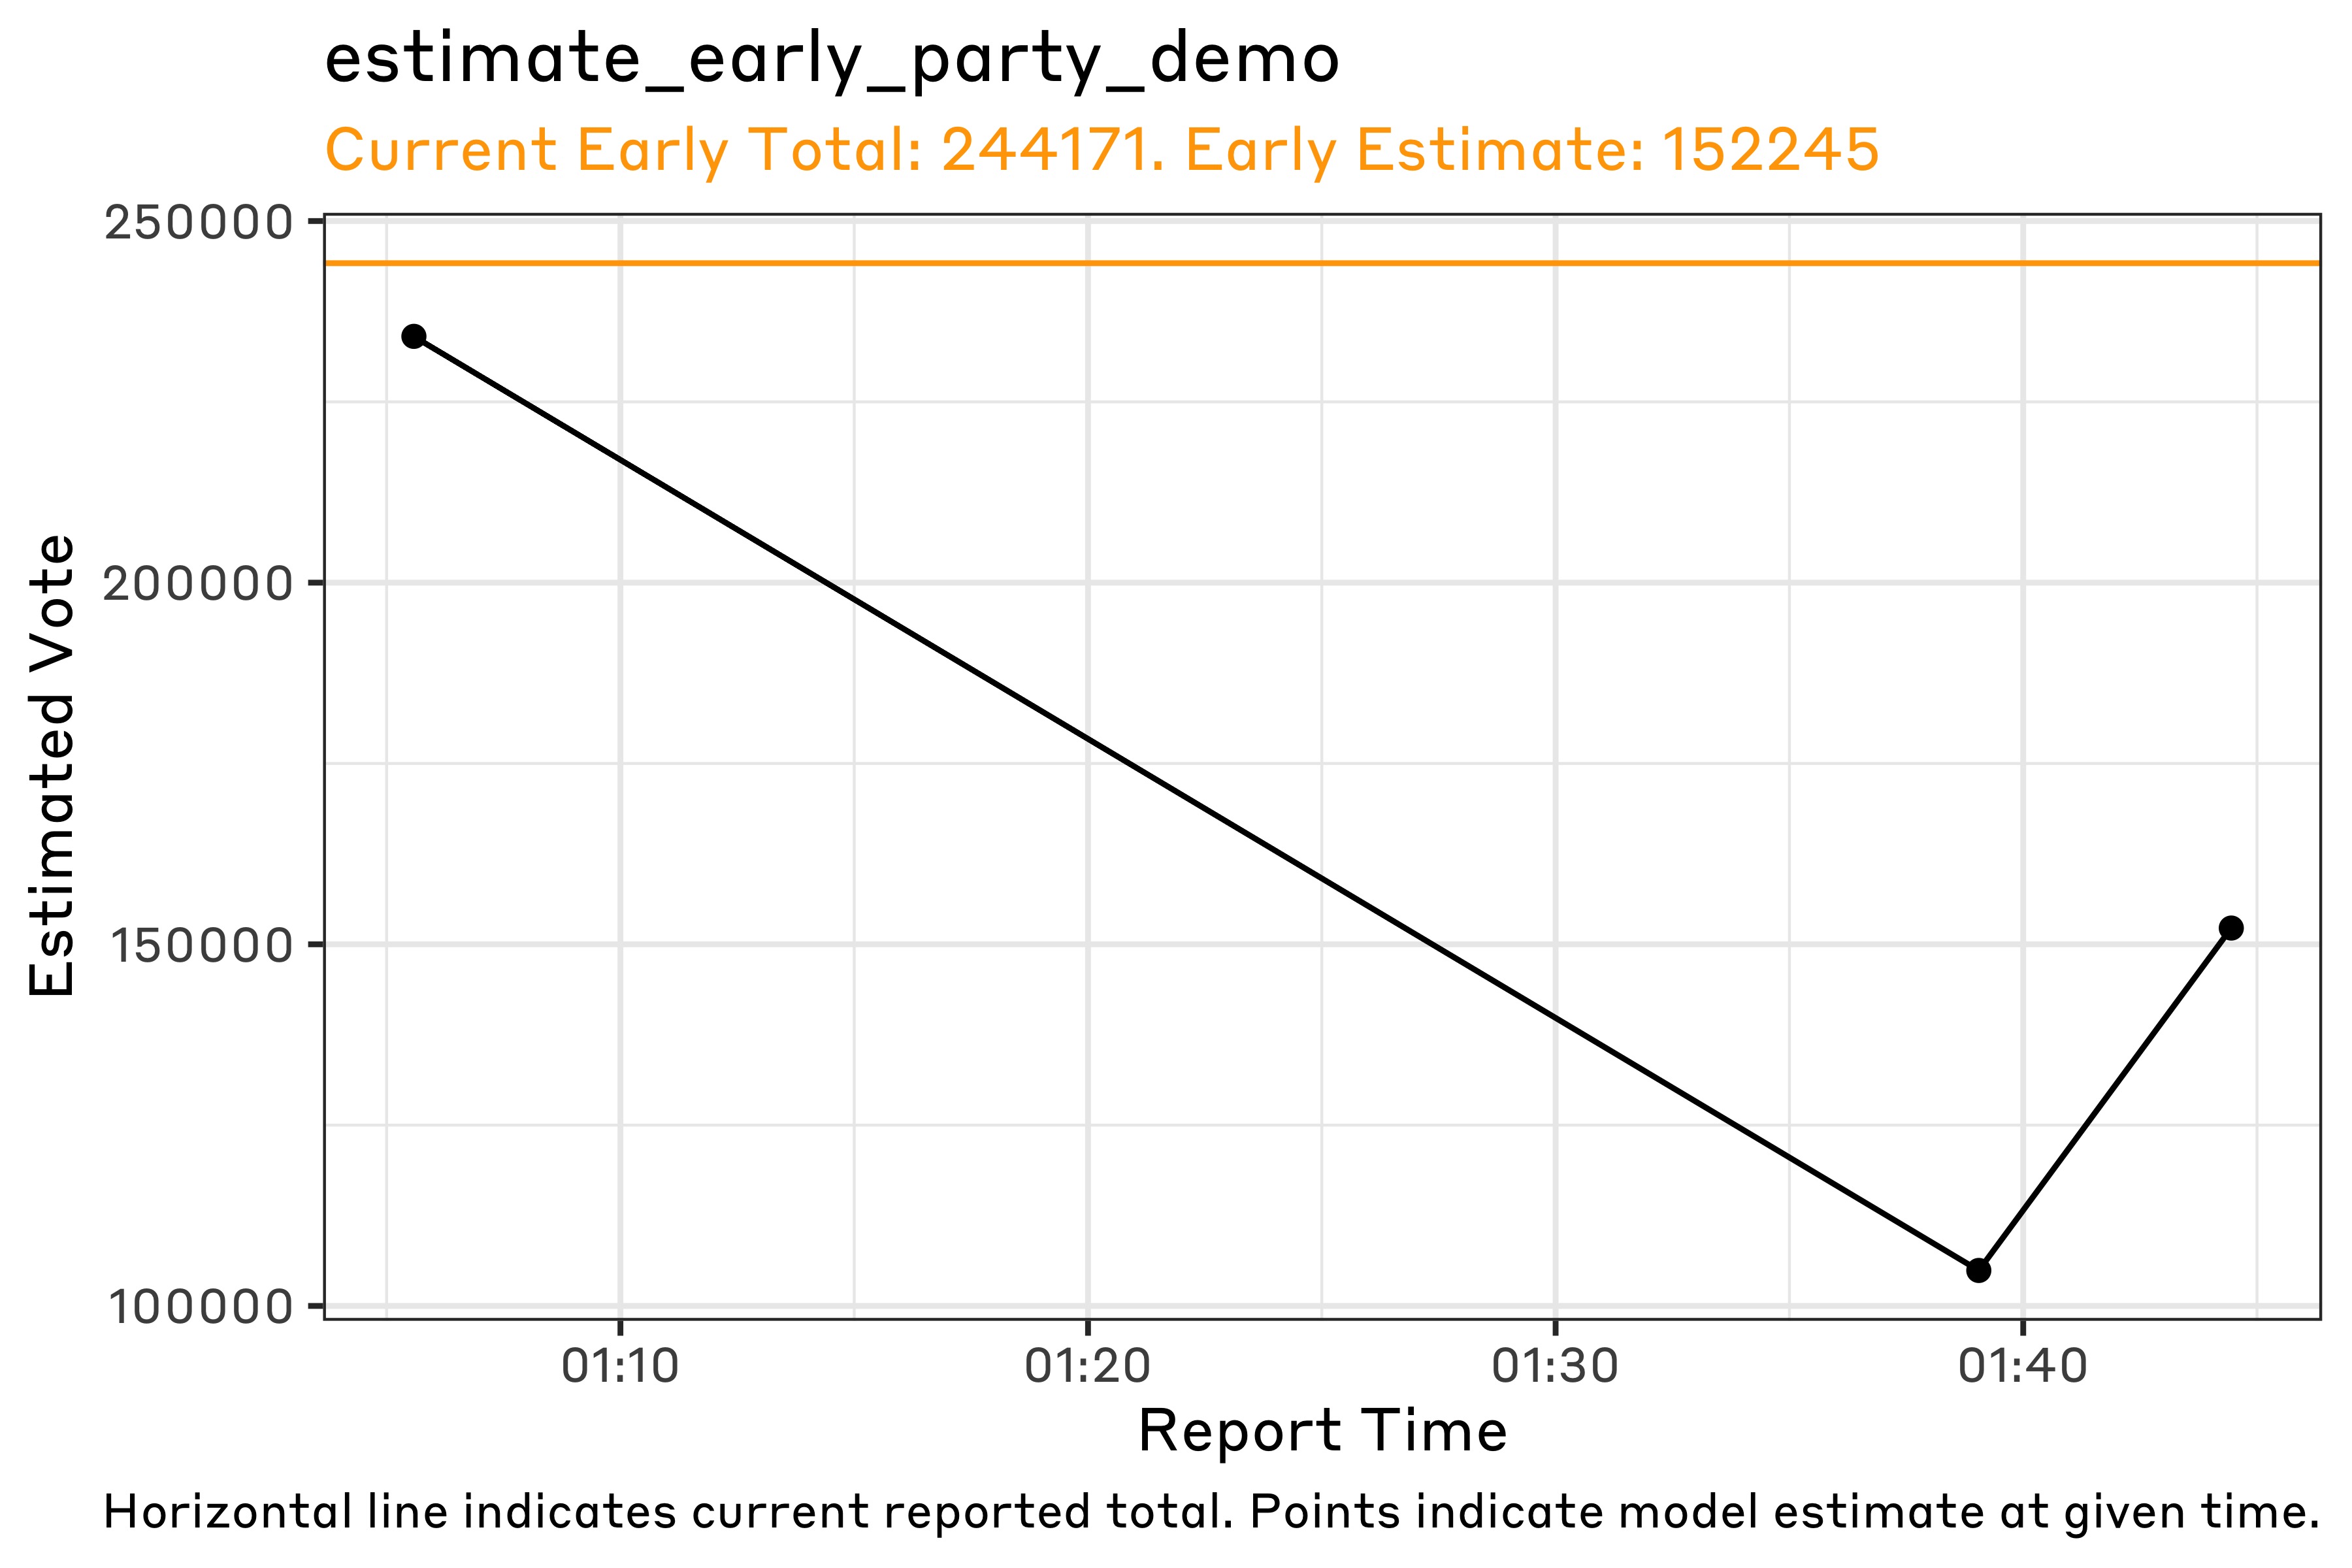 estimate_early_party_demo
Current Early Total: 244171. Early Estimate: 152245
250000
200000
150000
100000
Estimated Vote
01:10 01:20 01:30 01:40
Report Time
Horizontal line indicates current reported total. Points indicate model estimate at given time.